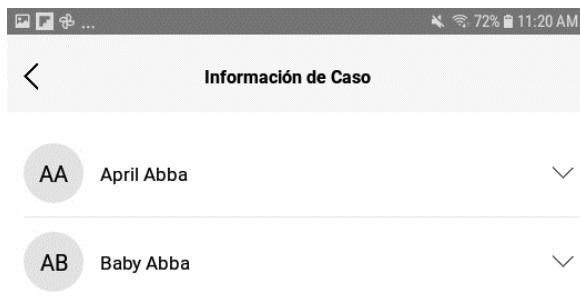 ... 72% 11:20 AM
Información de Caso
AA April Abba
AB Baby Abba